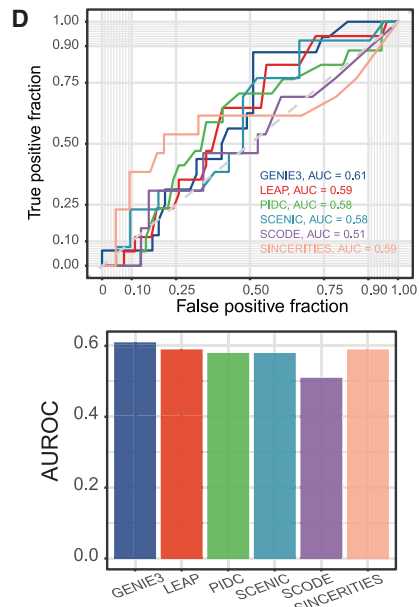 D
True positive fraction
1.00
0.90
0.75
0.50
0.25
0.10
0.00
GENIE3, AUC = 0.61
LEAP, AUC = 0.59
PIDC, AUC = 0.58
SCENIC, AUC = 0.58
SCODE, AUC = 0.51
SINCERITIES, AUC = 0.59
0 0.10 0.25 0.50 0.75 0.90 1.00
False positive fraction
AUROC
0.6
0.4
0.2
0.0
GENIE3 LEAP PIDC SCENIC SCODE SINCERITIES